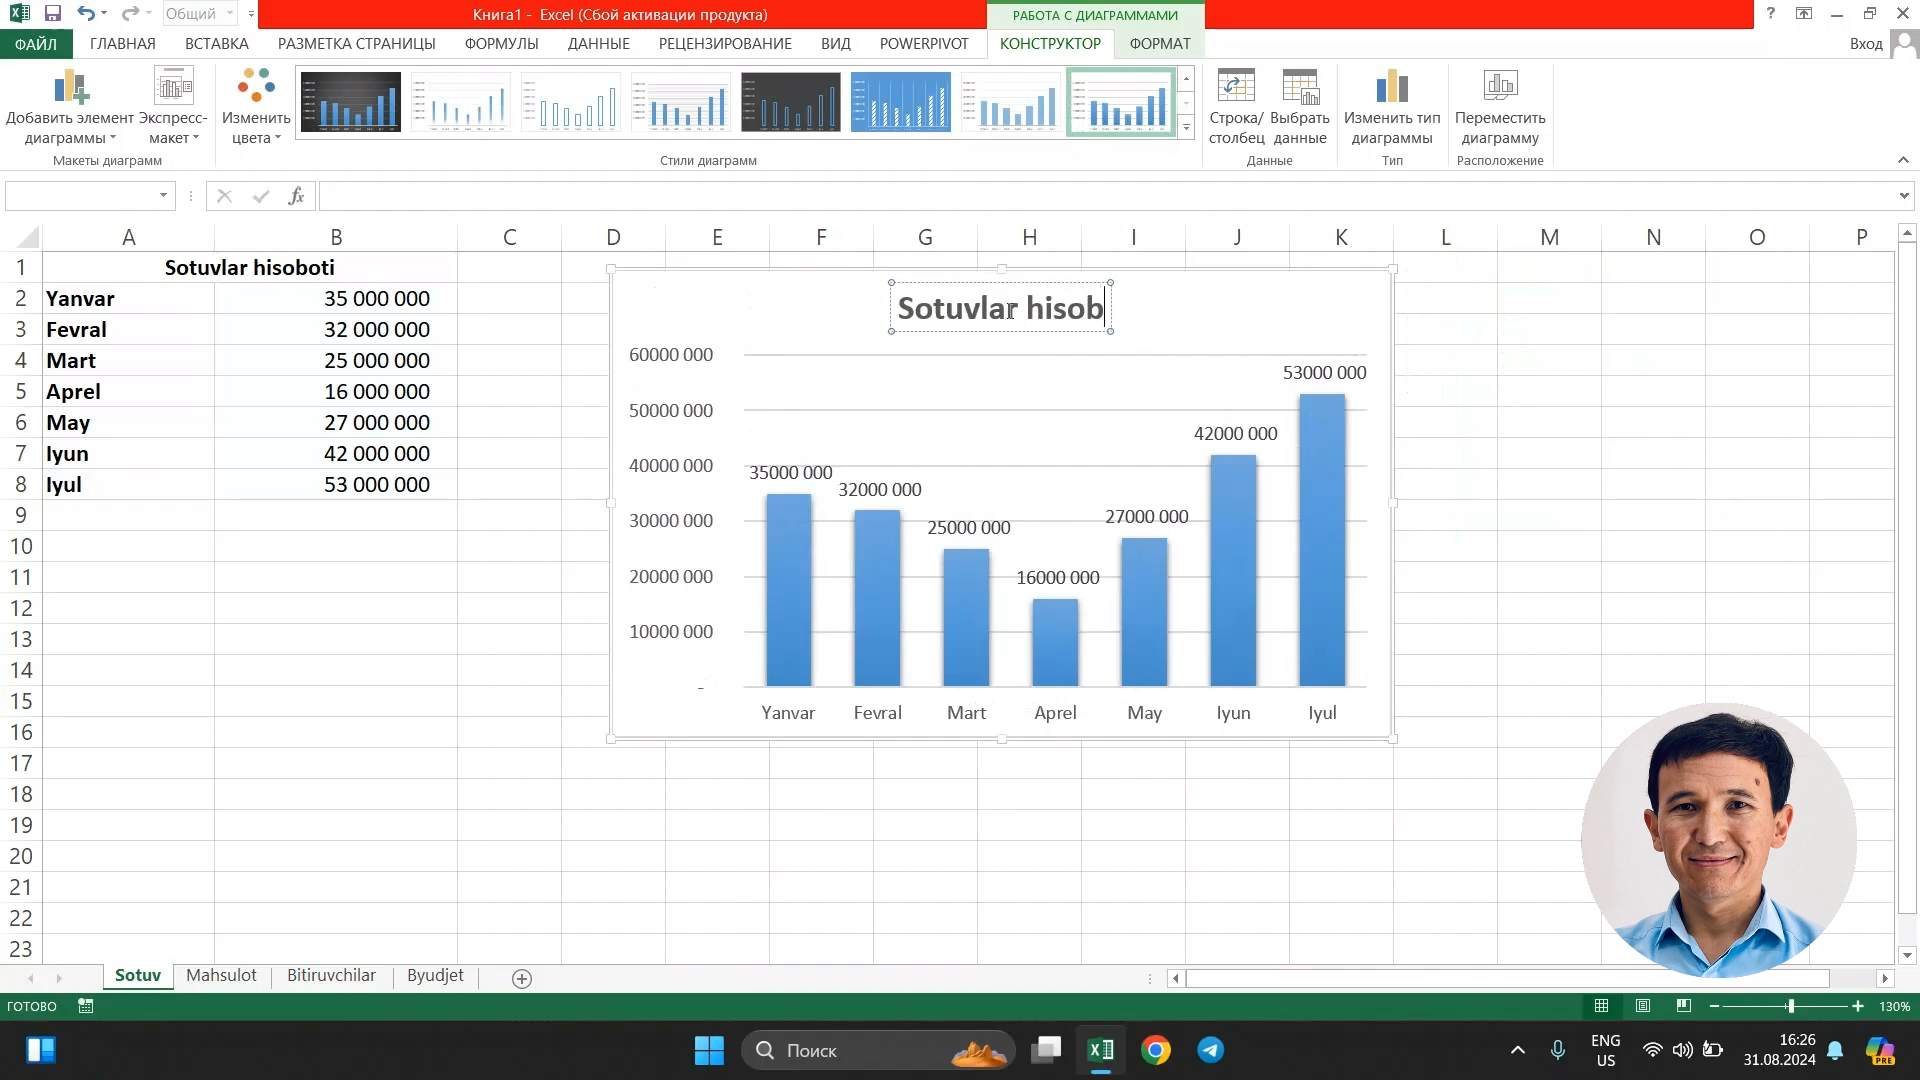 Общий
Книга1 - Excel (Сбой активации продукта)
РАБОТА С ДИАГРАММАМИ
?
ФАЙЛ ГЛАВНАЯ ВСТАВКА РАЗМЕТКА СТРАНИЦЫ ФОРМУЛЫ ДАННЫЕ РЕЦЕНЗИРОВАНИЕ ВИД POWERPIVOT КОНСТРУКТОР ФОРМАТ Вход
Добавить элемент диаграммы
Экспресс-макет
Изменить цвета
Строка/столбец
Выбрать данные
Изменить тип диаграммы
Переместить диаграмму
Макеты диаграмм Стили диаграмм Данные Тип Расположение
fx
A B C D E F G H I J K L M N O P
1 Sotuvlar hisoboti
2 Yanvar 35 000 000
3 Fevral 32 000 000
4 Mart 25 000 000
5 Aprel 16 000 000
6 May 27 000 000
7 Iyun 42 000 000
8 Iyul 53 000 000
9
10
11
12
13
14
15
16
17
18
19
20
21
22
23
Sotuvlar hisob
60000 000
50000 000
40000 000
30000 000
20000 000
10000 000
-
35000 000
32000 000
25000 000
16000 000
27000 000
42000 000
53000 000
Yanvar Fevral Mart Aprel May Iyun Iyul
Sotuv Mahsulot Bitiruvchilar Byudjet
ГОТОВО
130%
Поиск
ENG
US
16:26
31.08.2024
PRE